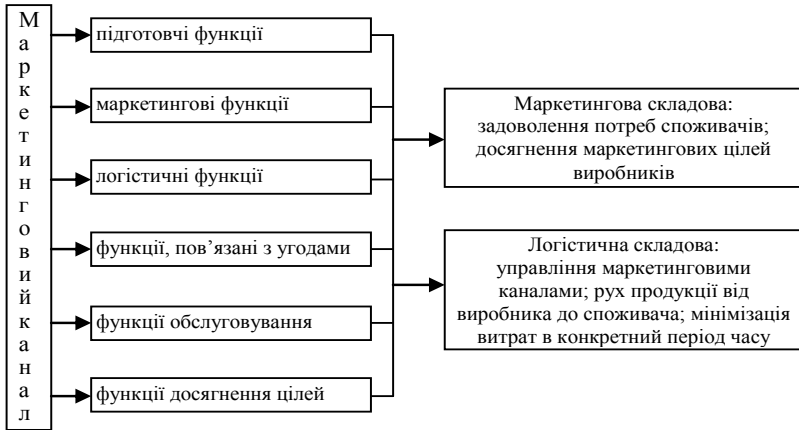 Маркетинговий канал
підготовчі функції
маркетингові функції
логістичні функції
функції, пов’язані з угодами
функції обслуговування
функції досягнення цілей
Маркетингова складова:
задоволення потреб споживачів;
досягнення маркетингових цілей
виробників
Логістична складова:
управління маркетинговими
каналами; рух продукції від
виробника до споживача; мінімізація
витрат в конкретний період часу